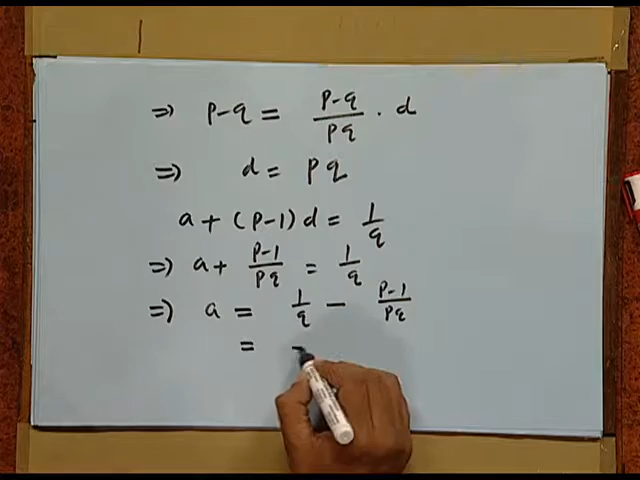 ⇒ p-q = (p-q)/(pq) . d
⇒ d = pq
a + (p-1) d = 1/q
⇒ a + (p-1)/(pq) = 1/q
⇒ a = 1/q - (p-1)/(pq)
=